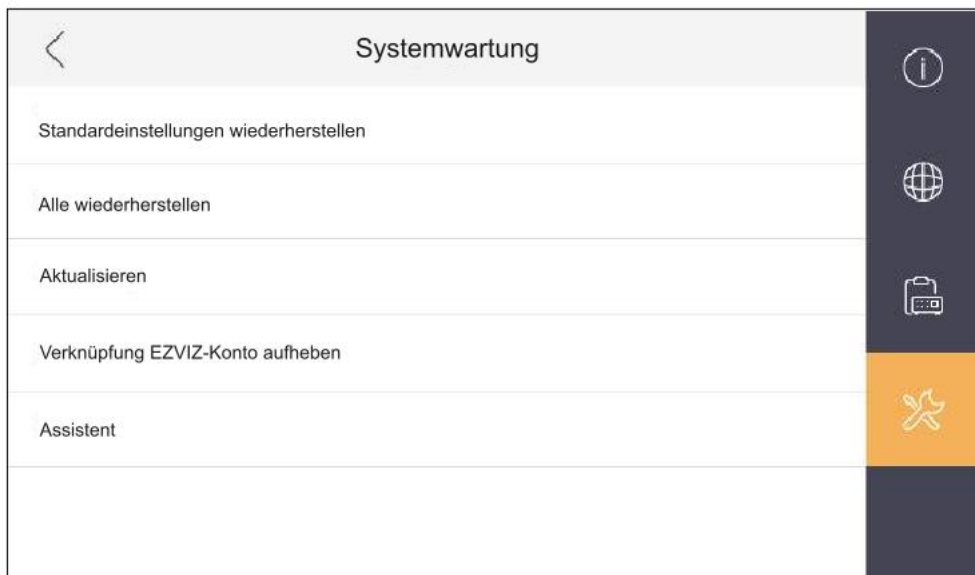 Systemwartung
Standardeinstellungen wiederherstellen
Alle wiederherstellen
Aktualisieren
Verknüpfung EZVIZ-Konto aufheben
Assistent